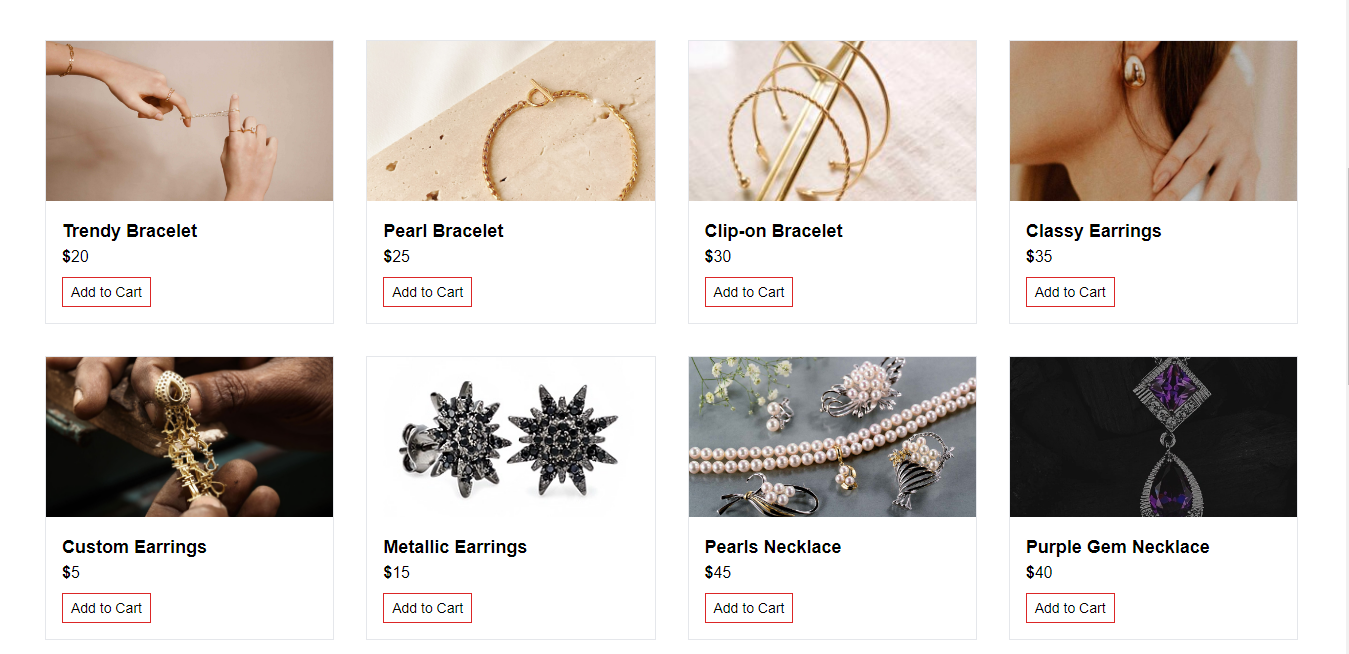 Trendy Bracelet
$20
Add to Cart
Pearl Bracelet
$25
Add to Cart
Clip-on Bracelet
$30
Add to Cart
Classy Earrings
$35
Add to Cart
Custom Earrings
$5
Add to Cart
Metallic Earrings
$15
Add to Cart
Pearls Necklace
$45
Add to Cart
Purple Gem Necklace
$40
Add to Cart